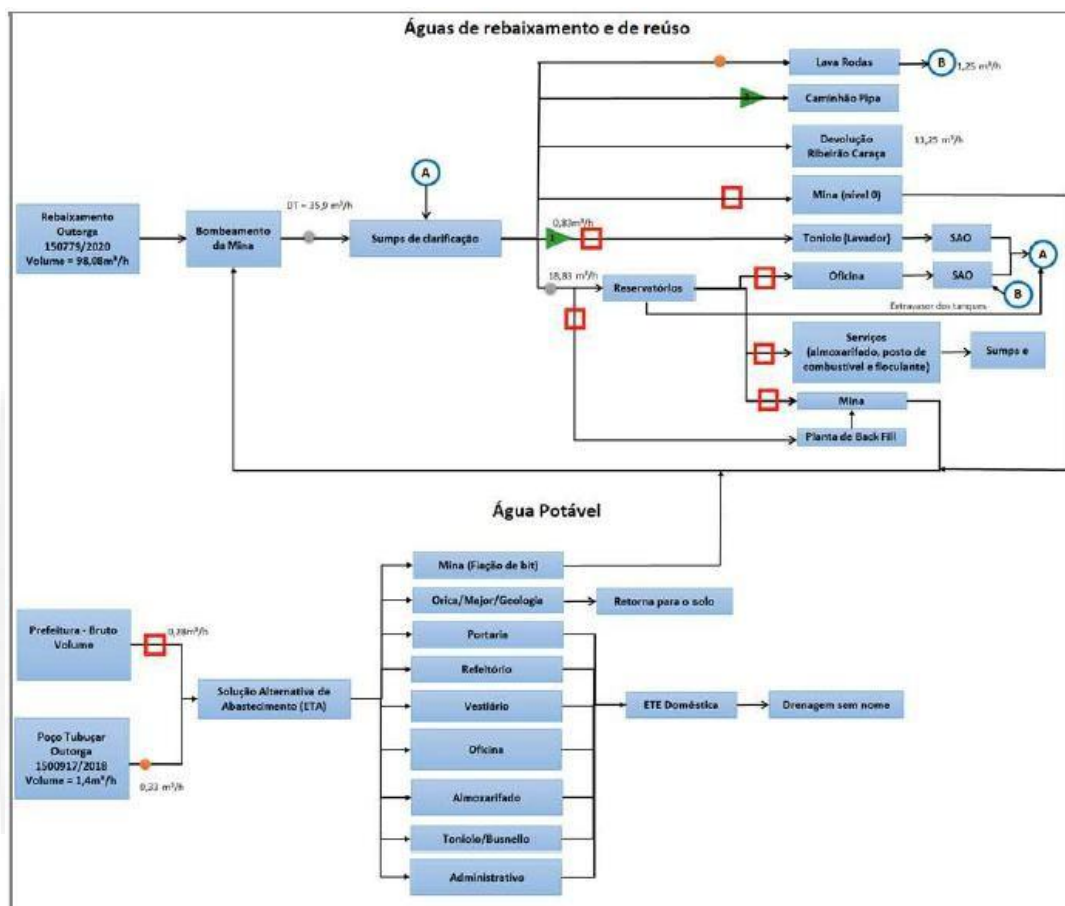 Águas de rebaixamento e de reúso
Lava Rodas
B
1,25 m³/h
Caminhão Pipa
Devolução
Ribeirão Caraça
11,25 m³/h
A
Mina (nível 0)
DT = 35,9 m³/h
Rebaixamento
Outorga
150779/2020
Volume = 98,08m³/h
Bombeamento
da Mina
Sumps de clarificação
0,83m³/h
1
Toniolo (Lavador)
SAO
A
18,83 m³/h
Reservatórios
Oficina
SAO
B
Extravasor dos tanques
Serviços
(almoxarifado, posto de
combustível e floculante)
Sumps e
Mina
Planta de Back Fill
Água Potável
Mina (Fiação de bit)
Orica/Major/Geologia
Retorna para o solo
Prefeitura - Bruto
Volume
0,28m³/h
Portaria
Refeitório
Solução Alternativa de
Abastecimento (ETA)
Vestiário
ETE Doméstica
Drenagem sem nome
Poço Tubuçar
Outorga
1500917/2018
Volume = 1,4m³/h
0,33 m³/h
Oficina
Almoxarifado
Toniolo/Busnello
Administrativo